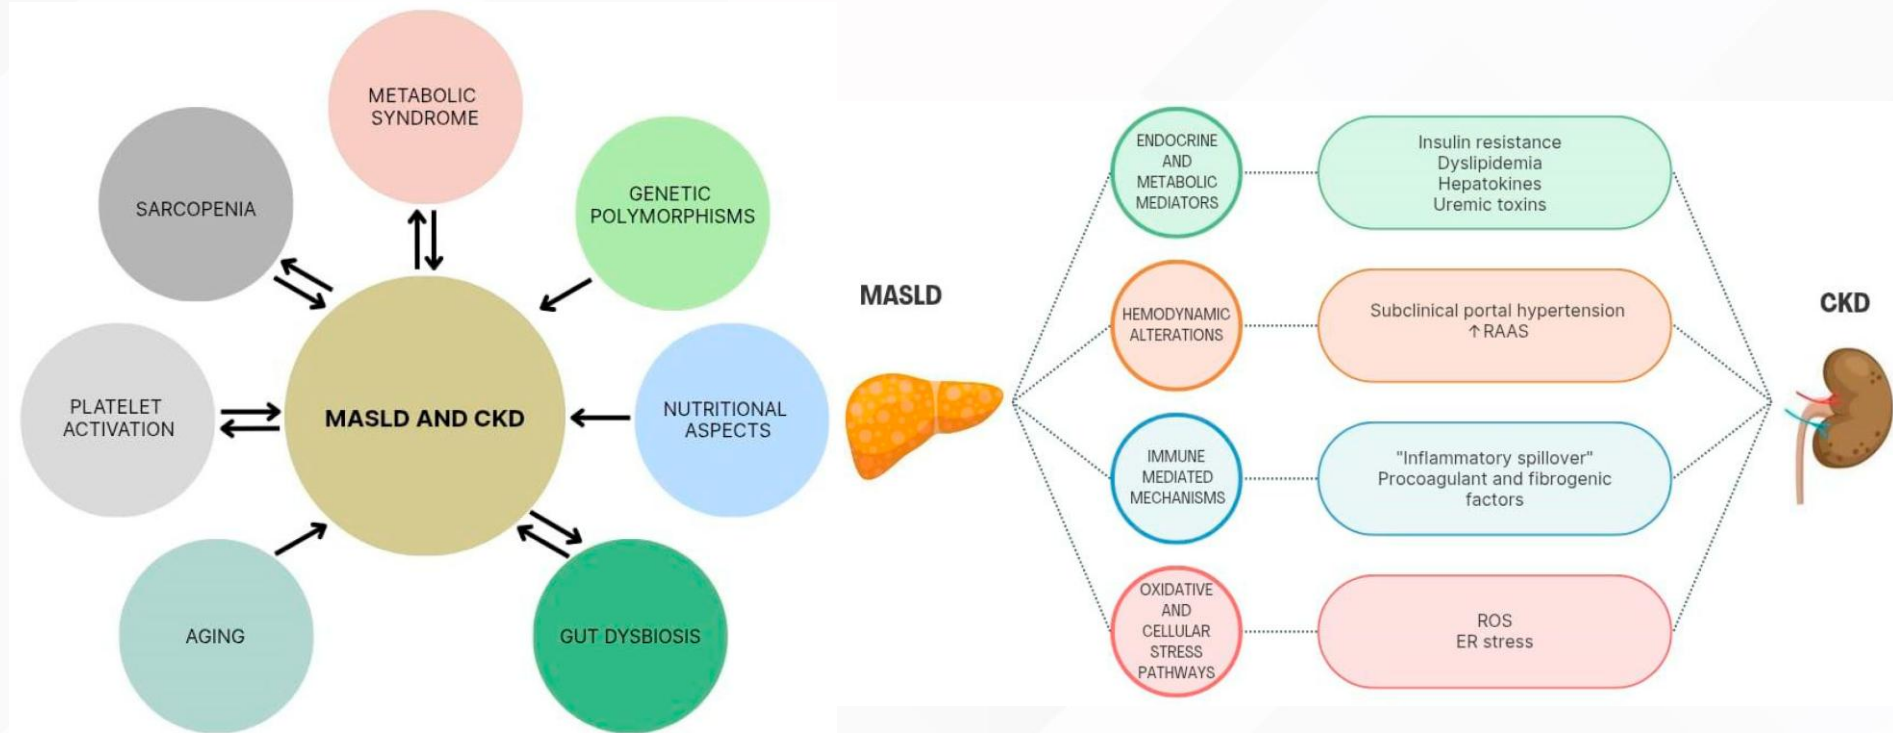 METABOLIC
SYNDROME
GENETIC
POLYMORPHISMS
SARCOPENIA
PLATELET
ACTIVATION
MASLD AND CKD
NUTRITIONAL
ASPECTS
AGING
GUT DYSBIOSIS
MASLD
ENDOCRINE
AND
METABOLIC
MEDIATORS
Insulin resistance
Dyslipidemia
Hepatokines
Uremic toxins
HEMODYNAMIC
ALTERATIONS
Subclinical portal hypertension
↑RAAS
IMMUNE
MEDIATED
MECHANISMS
"Inflammatory spillover"
Procoagulant and fibrogenic
factors
OXIDATIVE
AND
CELLULAR
STRESS
PATHWAYS
ROS
ER stress
CKD